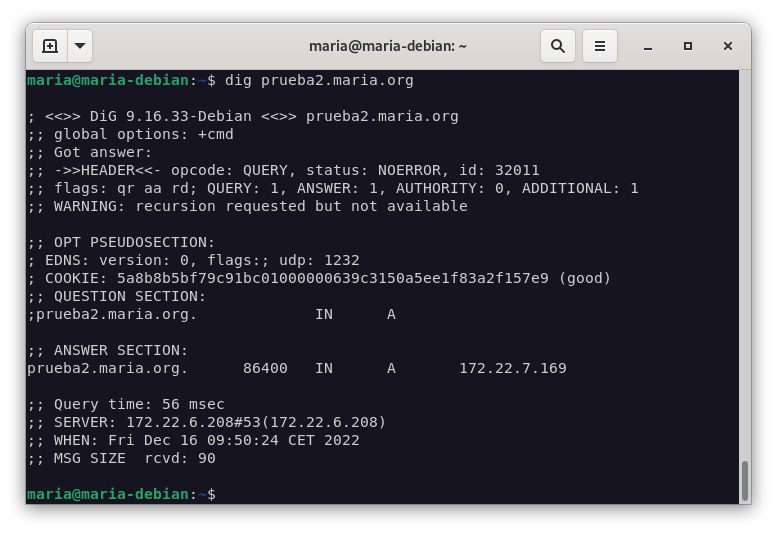 maria@maria-debian: ~
maria@maria-debian:~$ dig prueba2.maria.org
; <<>> DiG 9.16.33-Debian <<>> prueba2.maria.org
;; global options: +cmd
;; Got answer:
;; ->>HEADER<<- opcode: QUERY, status: NOERROR, id: 32011
;; flags: qr aa rd; QUERY: 1, ANSWER: 1, AUTHORITY: 0, ADDITIONAL: 1
;; WARNING: recursion requested but not available
;; OPT PSEUDOSECTION:
; EDNS: version: 0, flags:; udp: 1232
; COOKIE: 5a8b8b5bf79c91bc01000000639c3150a5ee1f83a2f157e9 (good)
;; QUESTION SECTION:
;prueba2.maria.org.             IN      A
;; ANSWER SECTION:
prueba2.maria.org.      86400   IN      A       172.22.7.169
;; Query time: 56 msec
;; SERVER: 172.22.6.208#53(172.22.6.208)
;; WHEN: Fri Dec 16 09:50:24 CET 2022
;; MSG SIZE  rcvd: 90
maria@maria-debian:~$